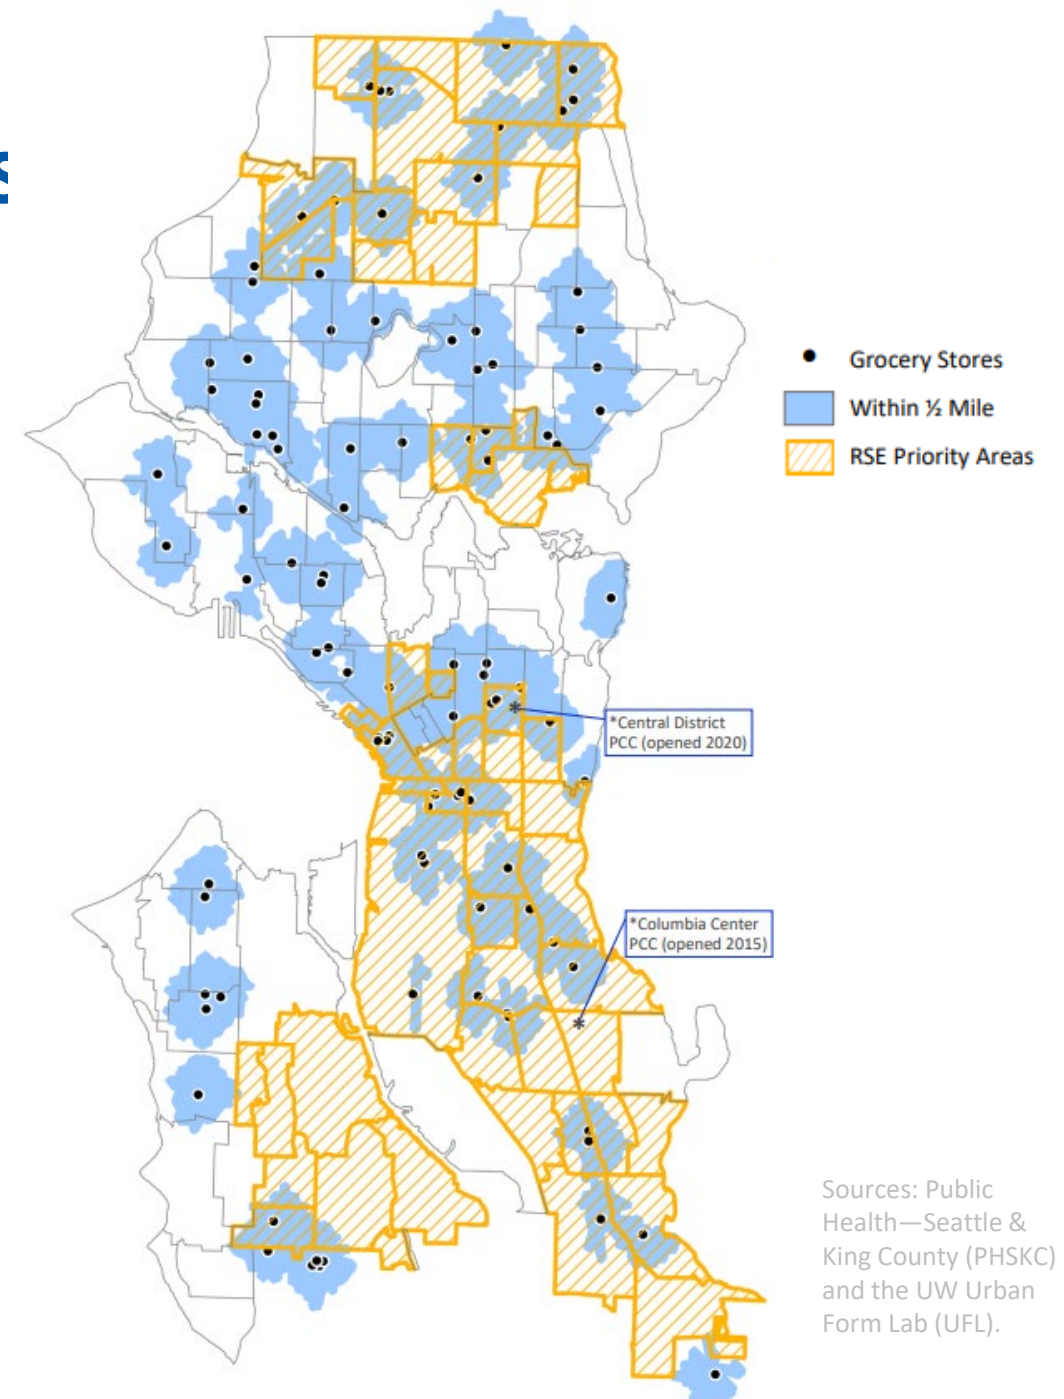 s
Grocery Stores
Within ½ Mile
RSE Priority Areas
*Central District
PCC (opened 2020)
*Columbia Center
PCC (opened 2015)
Sources: Public
Health—Seattle &
King County (PHSKC)
and the UW Urban
Form Lab (UFL).